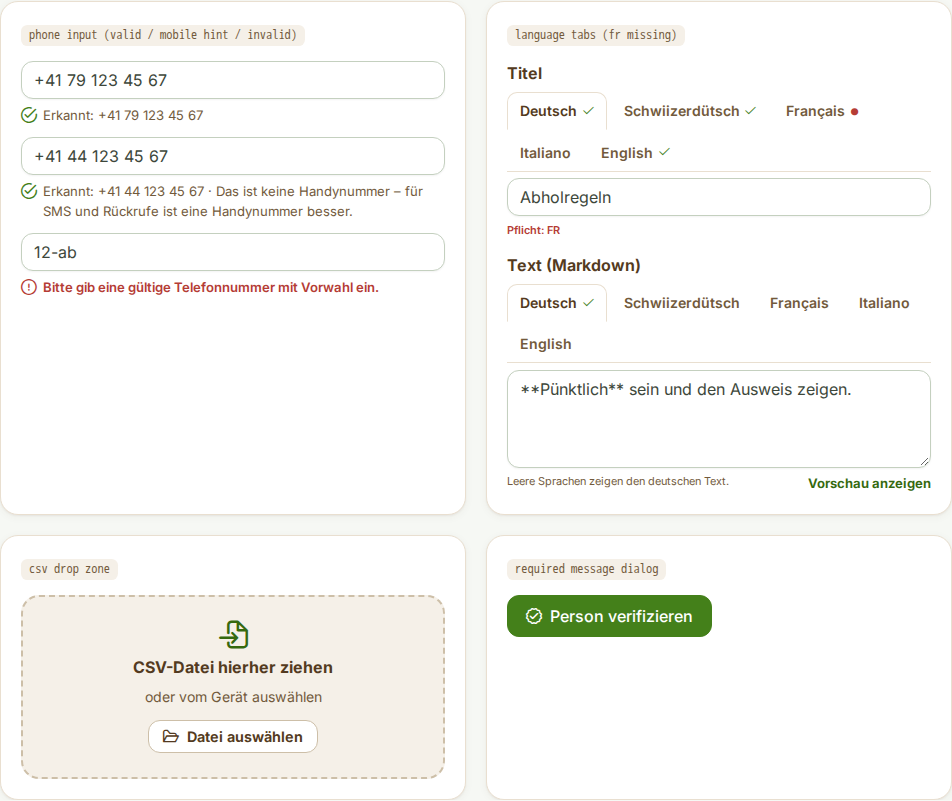 phone input (valid / mobile hint / invalid)
+41 79 123 45 67
Erkannt: +41 79 123 45 67
+41 44 123 45 67
Erkannt: +41 44 123 45 67 · Das ist keine Handynummer – für
SMS und Rückrufe ist eine Handynummer besser.
12-ab
Bitte gib eine gültige Telefonnummer mit Vorwahl ein.
language tabs (fr missing)
Titel
Deutsch Schwiizerdütsch Français
Italiano English
Abholregeln
Pflicht: FR
Text (Markdown)
Deutsch Schwiizerdütsch Français Italiano
English
**Pünktlich** sein und den Ausweis zeigen.
Leere Sprachen zeigen den deutschen Text. Vorschau anzeigen
csv drop zone
CSV-Datei hierher ziehen
oder vom Gerät auswählen
Datei auswählen
required message dialog
Person verifizieren